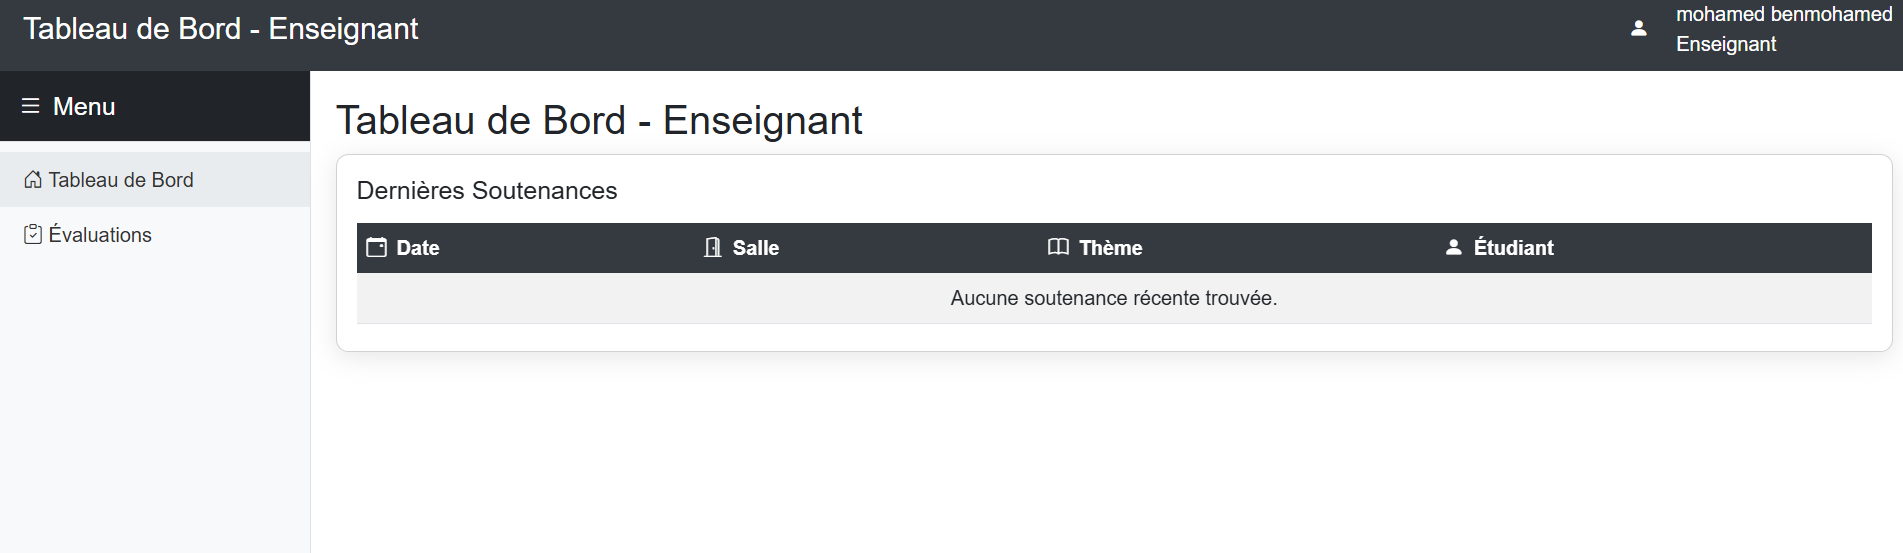 Tableau de Bord - Enseignant
mohamed benmohamed
Enseignant
Menu
Tableau de Bord
Évaluations
Tableau de Bord - Enseignant
Dernières Soutenances
Date Salle Thème Étudiant
Aucune soutenance récente trouvée.